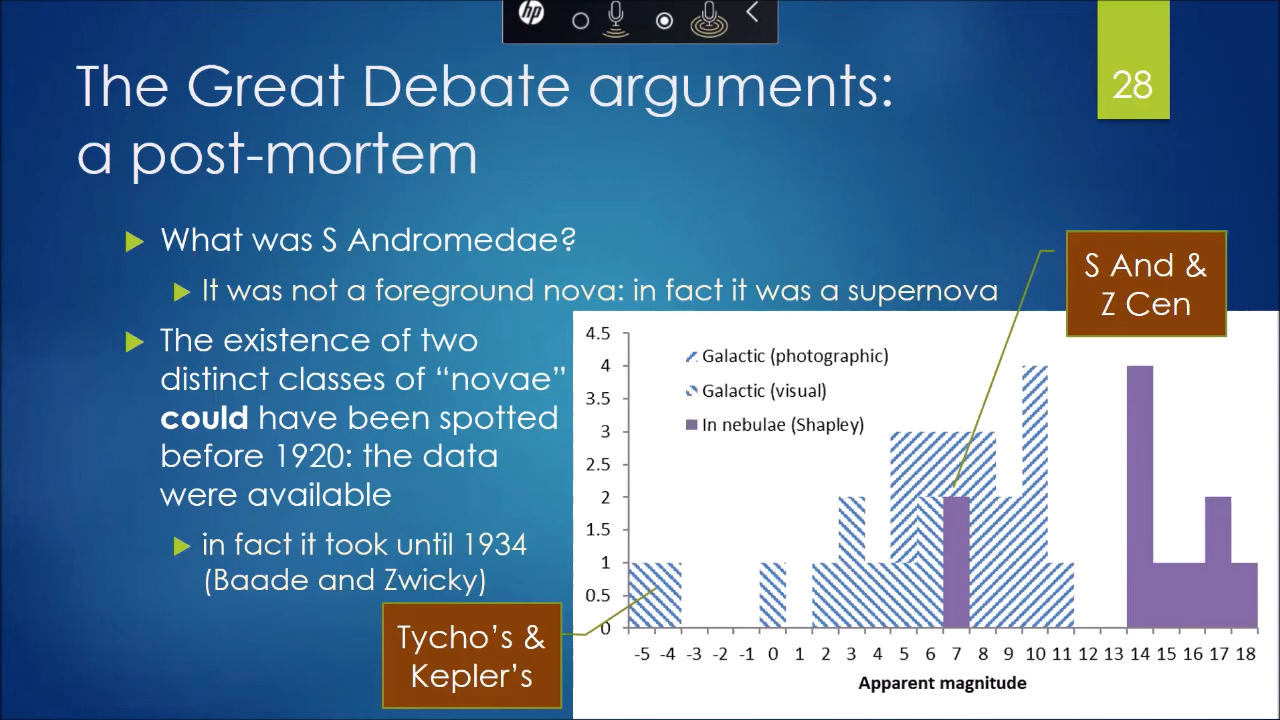 hp
The Great Debate arguments:
a post-mortem
28
What was S Andromedae?
It was not a foreground nova: in fact it was a supernova
The existence of two
distinct classes of “novae”
could have been spotted
before 1920: the data
were available
in fact it took until 1934
(Baade and Zwicky)
S And &
Z Cen
Tycho’s &
Kepler’s
4.5
4
3.5
3
2.5
2
1.5
1
0.5
0
Galactic (photographic)
Galactic (visual)
In nebulae (Shapley)
-5 -4 -3 -2 -1 0 1 2 3 4 5 6 7 8 9 10 11 12 13 14 15 16 17 18
Apparent magnitude